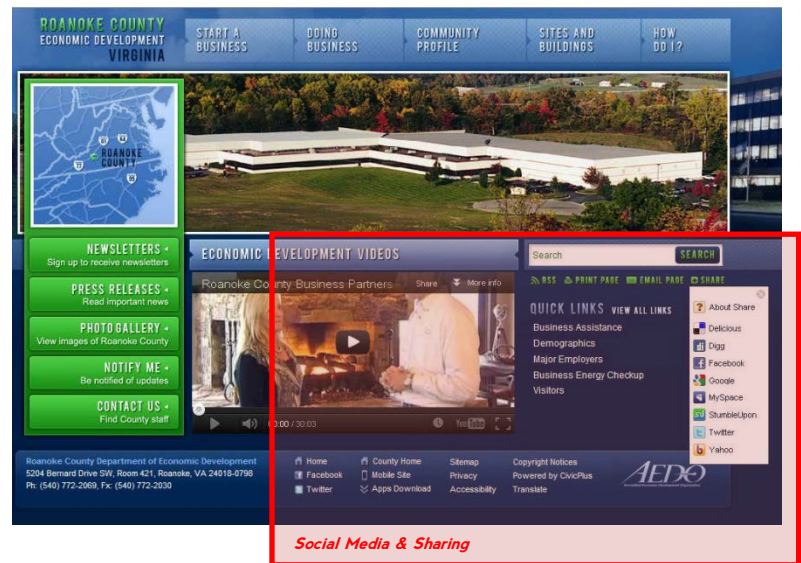 ROANOKE COUNTY
ECONOMIC DEVELOPMENT
VIRGINIA
START A
BUSINESS
DOING
BUSINESS
COMMUNITY
PROFILE
SITES AND
BUILDINGS
HOW
DO I?
ROANOKE
COUNTY
NEWSLETTERS
Sign up to receive newsletters
PRESS RELEASES
Read important news
PHOTO GALLERY
View images of Roanoke County
NOTIFY ME
Be notified of updates
CONTACT US
Find County staff
ECONOMIC DEVELOPMENT VIDEOS
Roanoke County Business Partners Share More info
0:00 / 30:03 YouTube
Search SEARCH
RSS PRINT PAGE EMAIL PAGE SHARE
QUICK LINKS VIEW ALL LINKS
Business Assistance
Demographics
Major Employers
Business Energy Checkup
Visitors
About Share
Delicious
Digg
Facebook
Google
MySpace
StumbleUpon
Twitter
Yahoo
Roanoke County Department of Economic Development
5204 Bernard Drive SW, Room 421, Roanoke, VA 24018-0798
Ph: (540) 772-2069, Fx: (540) 772-2030
Home
Facebook
Twitter
County Home
Mobile Site
Apps Download
Sitemap
Privacy
Accessibility
Copyright Notices
Powered by CivicPlus
Translate
AEDO
Social Media & Sharing